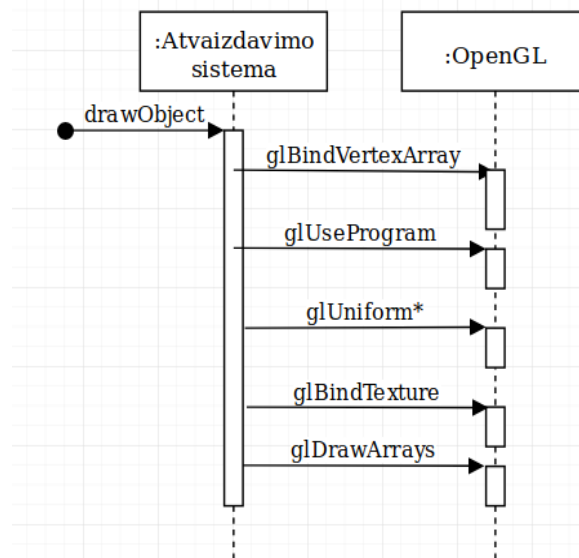 :Atvaizdavimo
sistema
:OpenGL
drawObject
glBindVertexArray
glUseProgram
glUniform*
glBindTexture
glDrawArrays